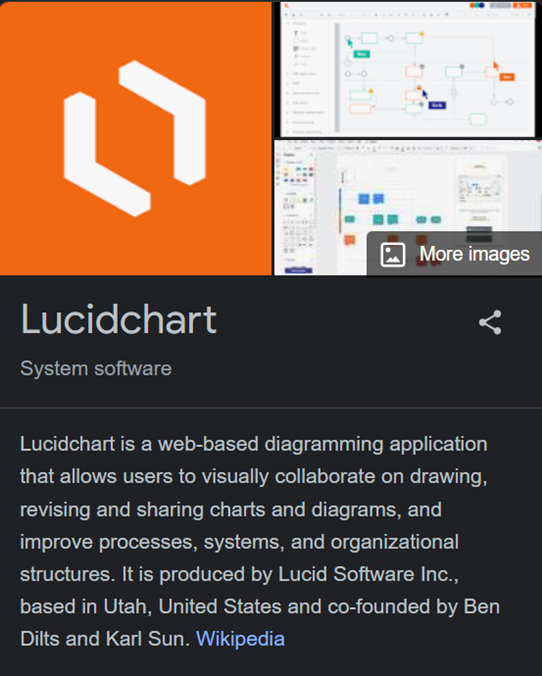 More images
Lucidchart
System software
Lucidchart is a web-based diagramming application
that allows users to visually collaborate on drawing,
revising and sharing charts and diagrams, and
improve processes, systems, and organizational
structures. It is produced by Lucid Software Inc.,
based in Utah, United States and co-founded by Ben
Dilts and Karl Sun. Wikipedia